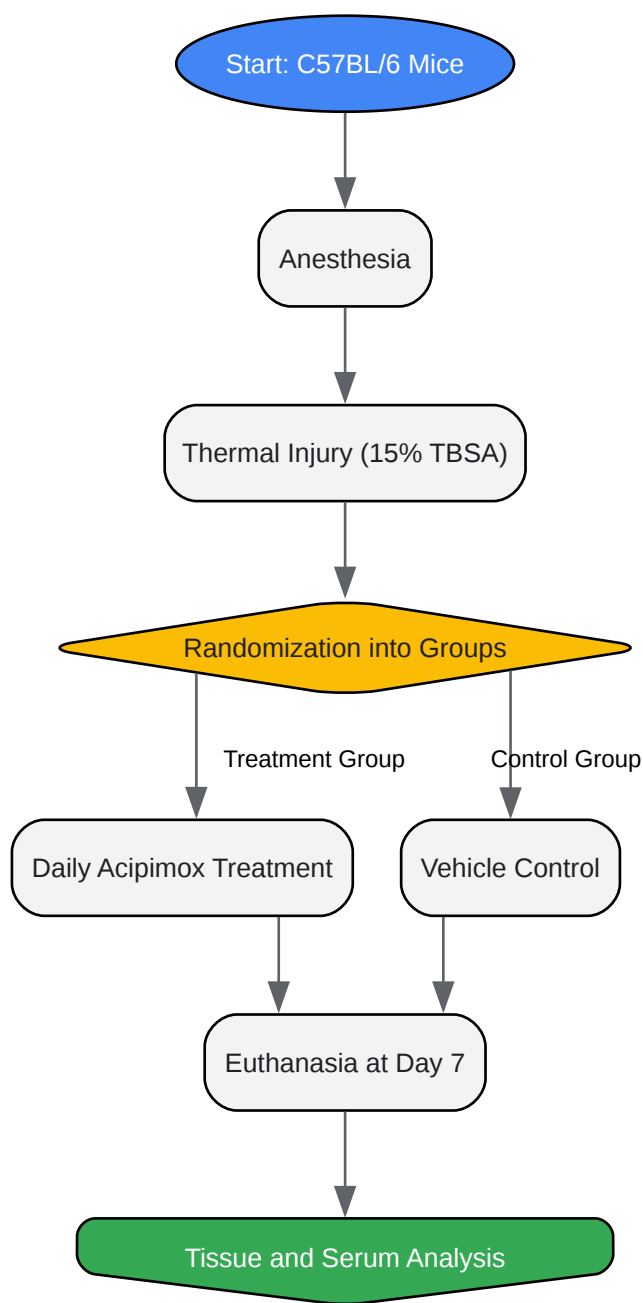 Start: C57BL/6 Mice
Anesthesia
Thermal Injury (15% TBSA)
Randomization into Groups
Treatment Group
Control Group
Daily Acipimox Treatment
Vehicle Control
Euthanasia at Day 7
Tissue and Serum Analysis